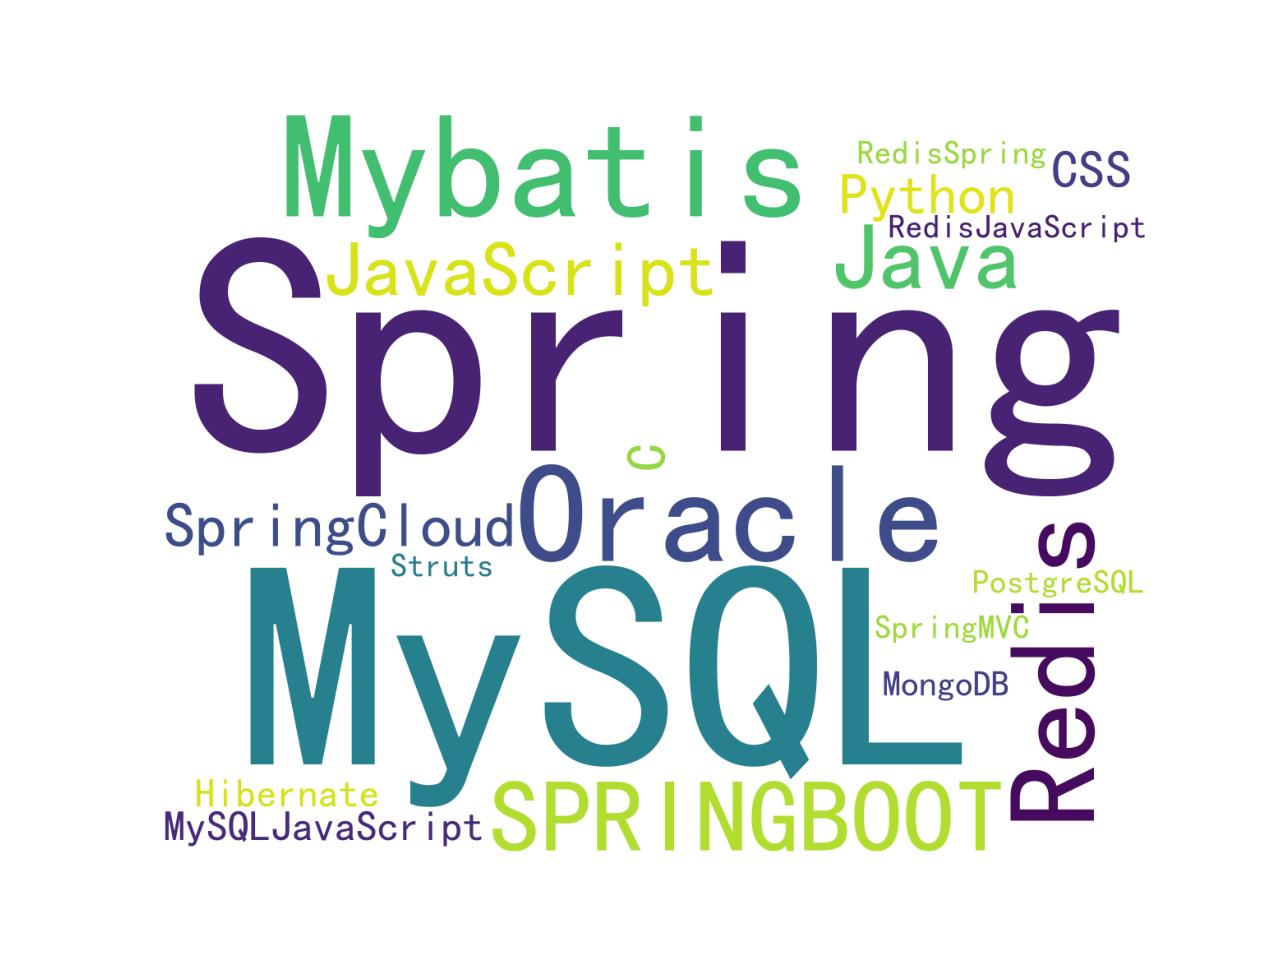 Mybatis
RedisSpring
CSS
Python
RedisJavaScript
JavaScript
Java
Spring
C
Oracle
SpringCloud
Struts
Redis
PostgreSQL
MySQL
SpringMVC
MongoDB
Hibernate
SPRINGBOOT
MySQLJavaScript